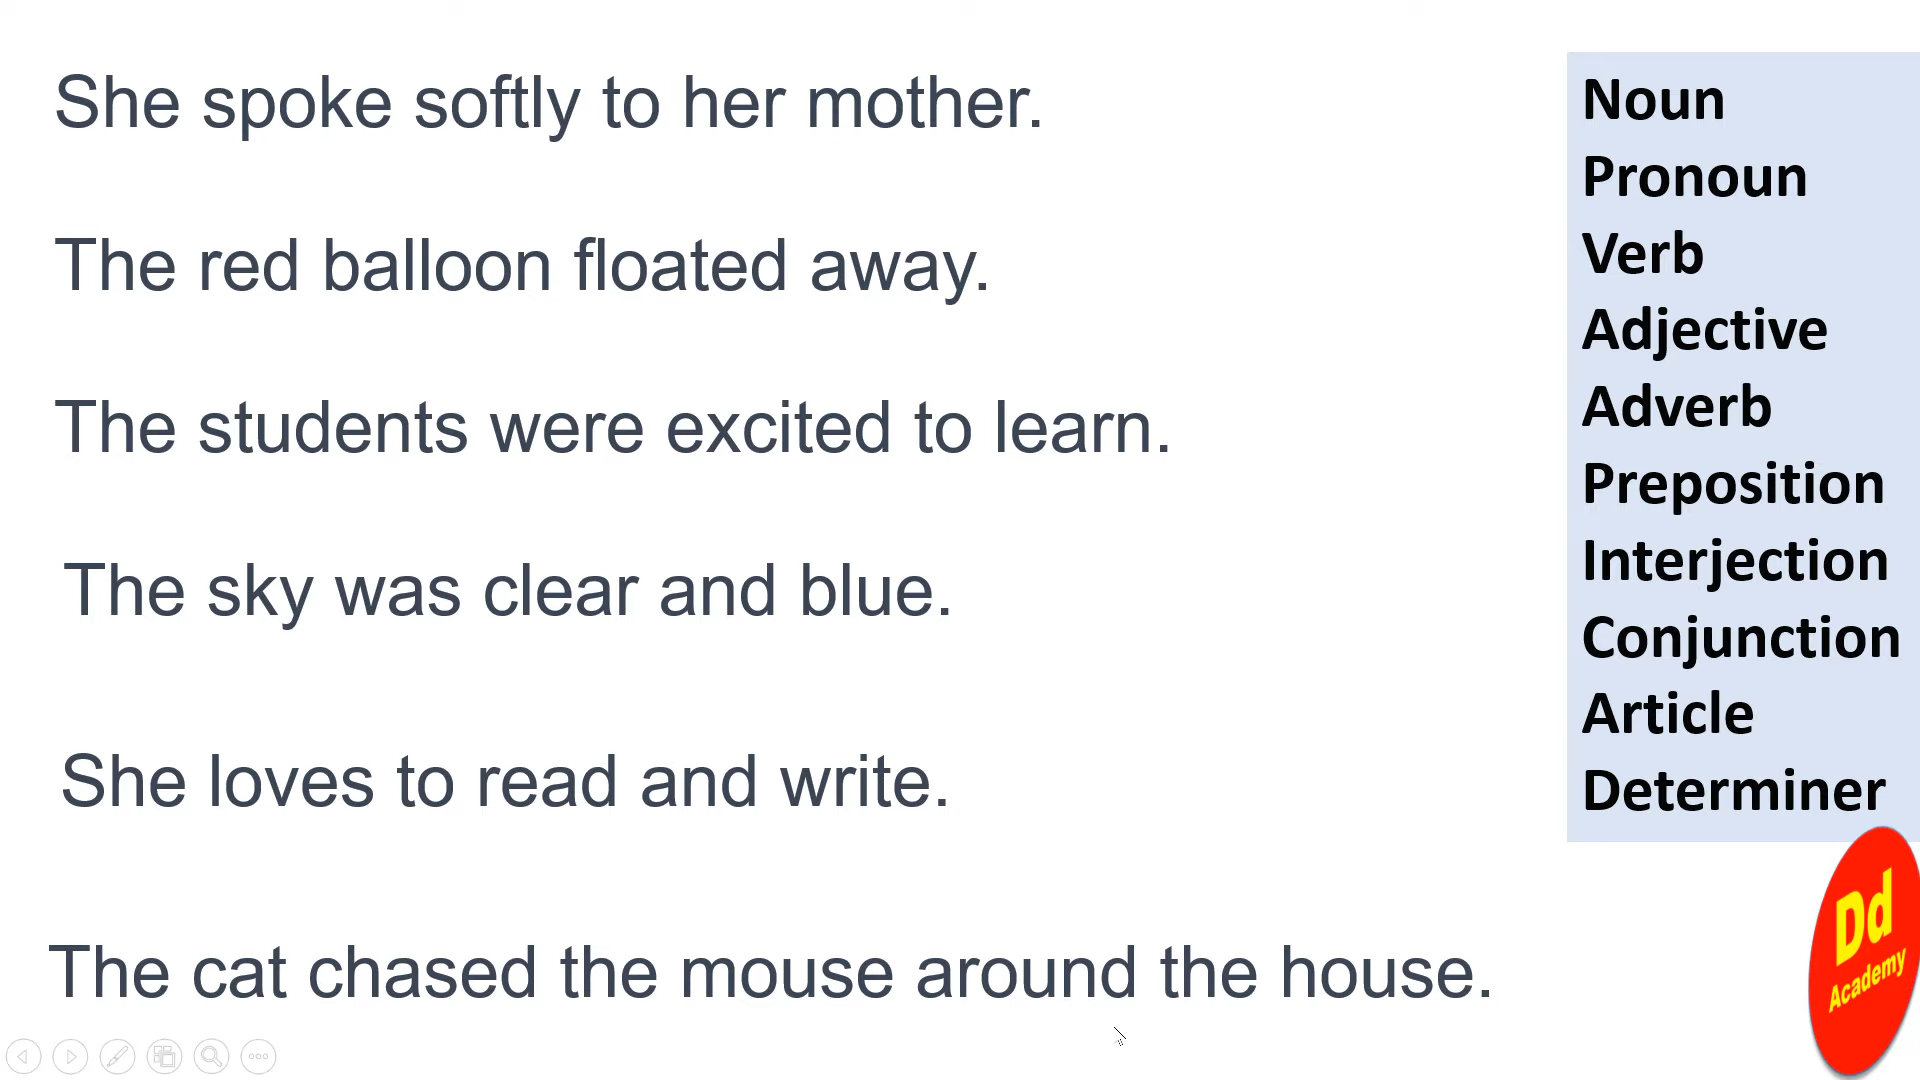 She spoke softly to her mother.
The red balloon floated away.
The students were excited to learn.
The sky was clear and blue.
She loves to read and write.
The cat chased the mouse around the house.
Noun
Pronoun
Verb
Adjective
Adverb
Preposition
Interjection
Conjunction
Article
Determiner
Dd
Academy